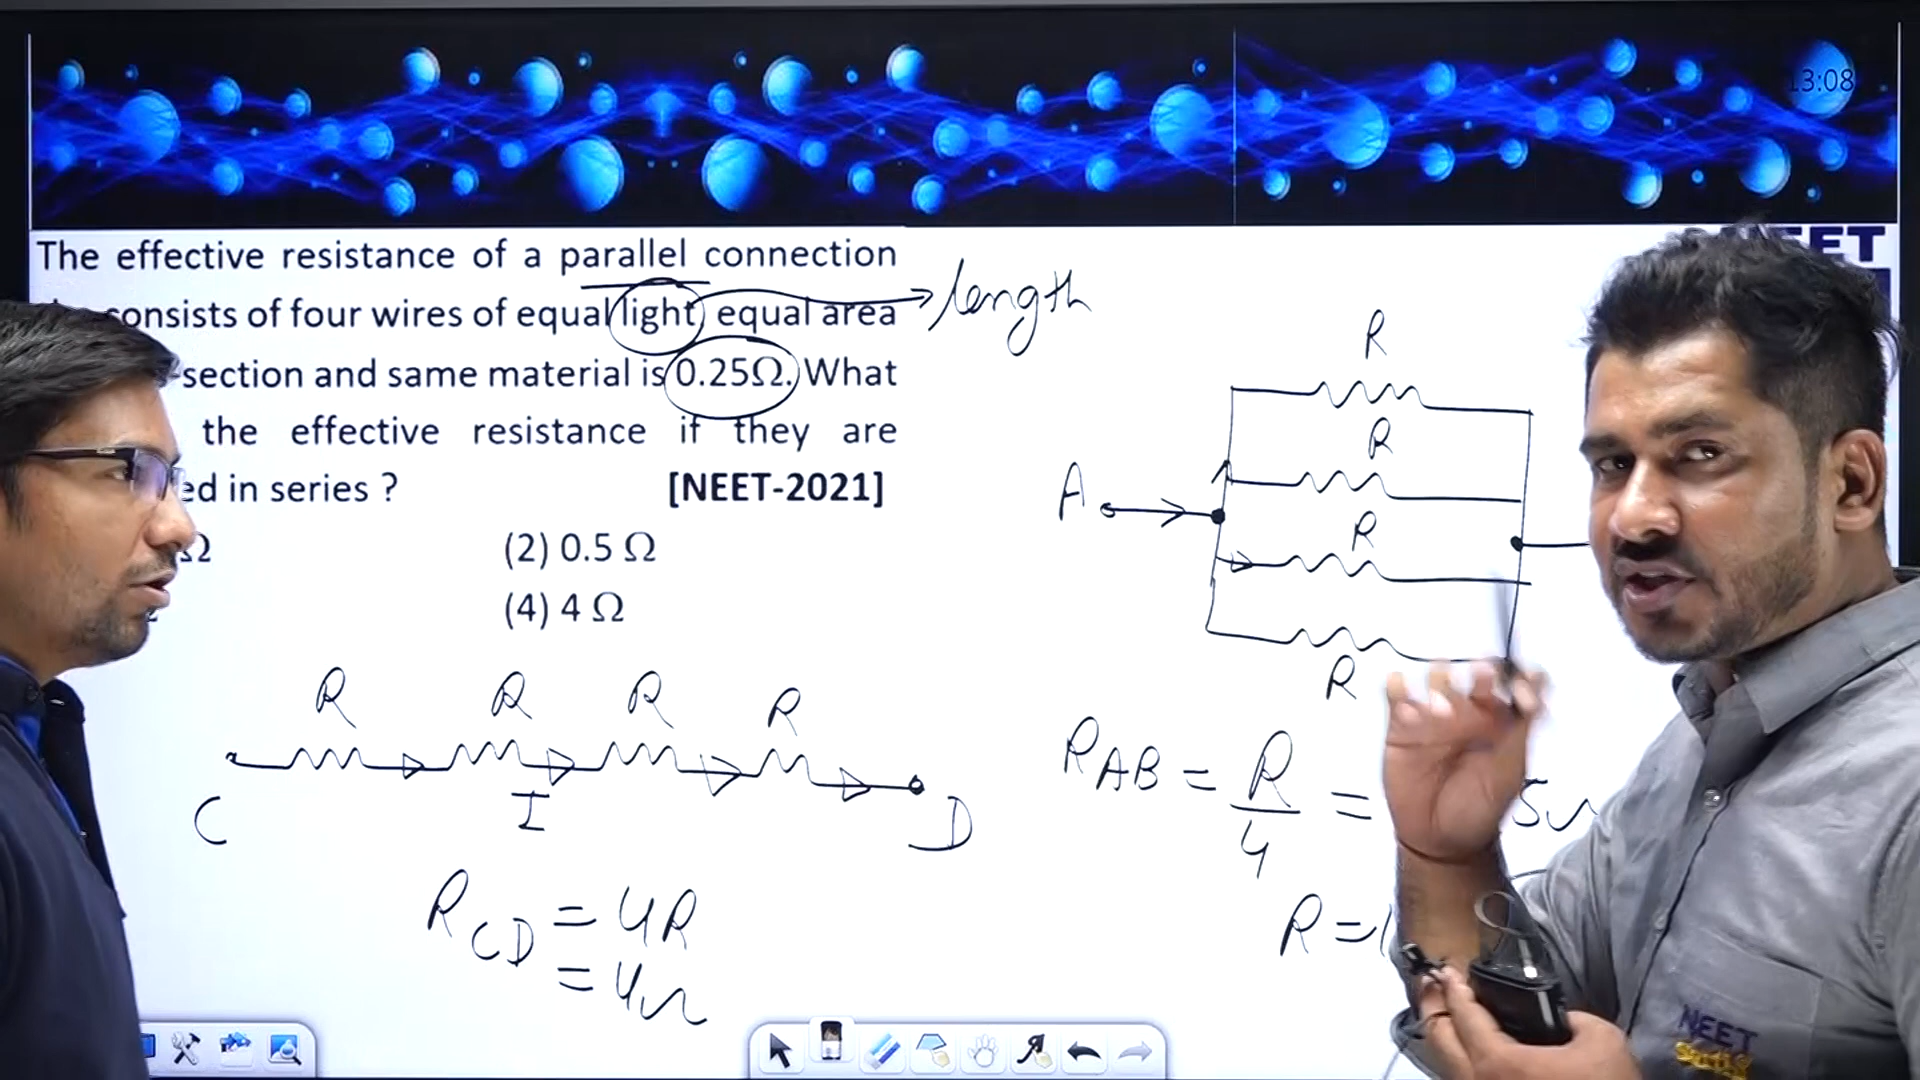 13:08
The effective resistance of a parallel connection
consists of four wires of equal light equal area
-section and same material is 0.25Ω. What
the effective resistance if they are
ed in series ? [NEET-2021]
Ω (2) 0.5 Ω
(4) 4 Ω
length
R
R
A
R
R
R R R R
C I D
R_AB = R/4 =
R_CD = 4R
= 4Ω
R =
NEET